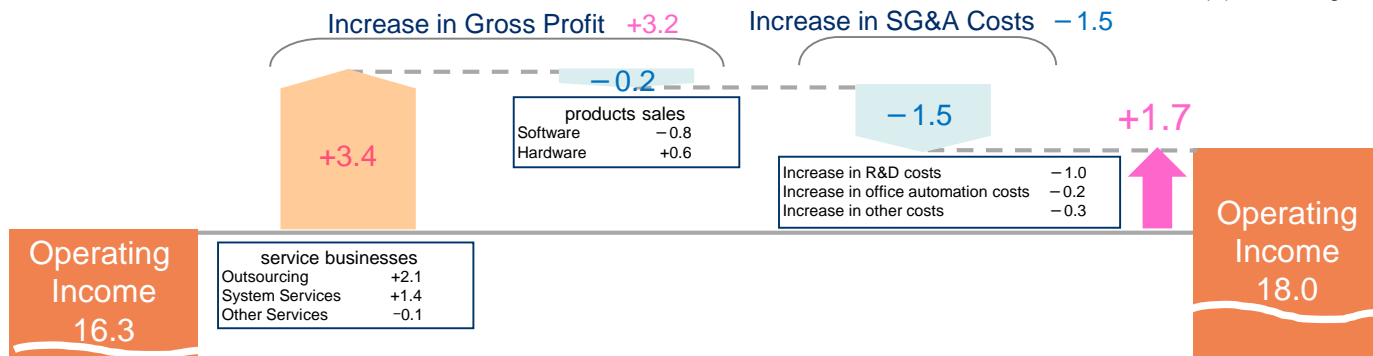 Increase in Gross Profit +3.2
Increase in SG&A Costs －1.5
－0.2
products sales
Software －0.8
Hardware +0.6
+3.4
－1.5
+1.7
Increase in R&D costs －1.0
Increase in office automation costs －0.2
Increase in other costs －0.3
Operating
Income
16.3
service businesses
Outsourcing +2.1
System Services +1.4
Other Services −0.1
Operating
Income
18.0